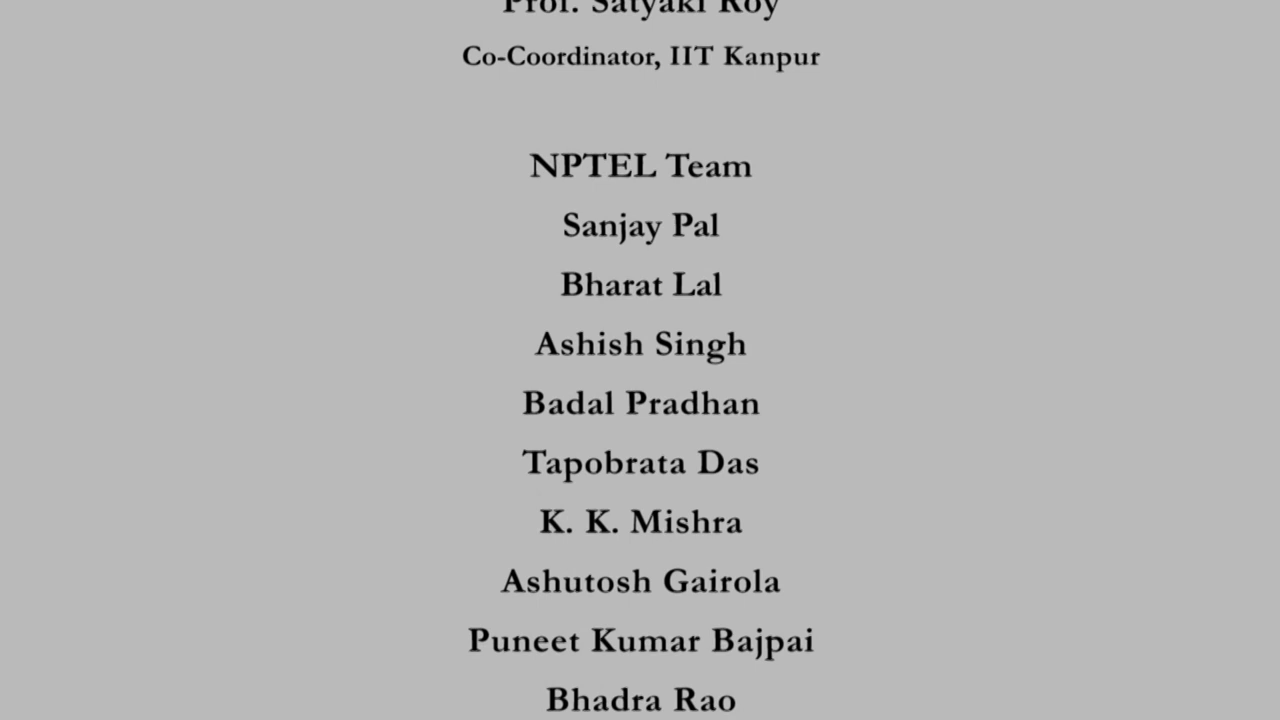 Prof. Satyaki Roy
Co-Coordinator, IIT Kanpur
NPTEL Team
Sanjay Pal
Bharat Lal
Ashish Singh
Badal Pradhan
Tapobrata Das
K. K. Mishra
Ashutosh Gairola
Puneet Kumar Bajpai
Bhadra Rao